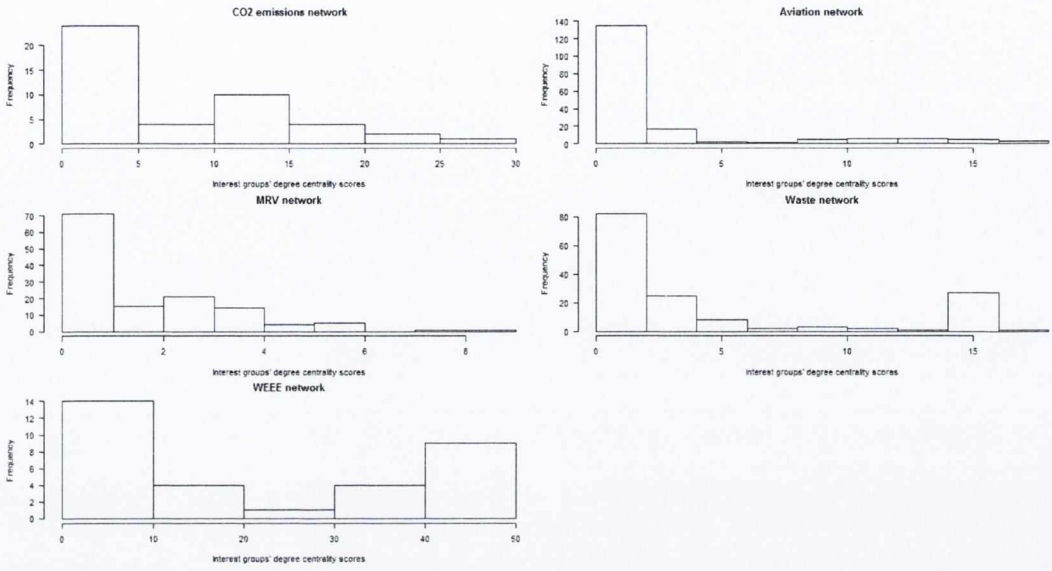 CO2 emissions network
Frequency
20
15
10
5
0
0 5 10 15 20 25 30
Interest groups' degree centrality scores
Aviation network
Frequency
140
120
100
80
60
40
20
0
0 5 10 15
Interest groups' degree centrality scores
MRV network
Frequency
70
60
50
40
30
20
10
0
0 2 4 6 8
Interest groups' degree centrality scores
Waste network
Frequency
80
60
40
20
0
0 5 10 15
Interest groups' degree centrality scores
WEEE network
Frequency
14
12
10
8
6
4
2
0
0 10 20 30 40 50
Interest groups' degree centrality scores